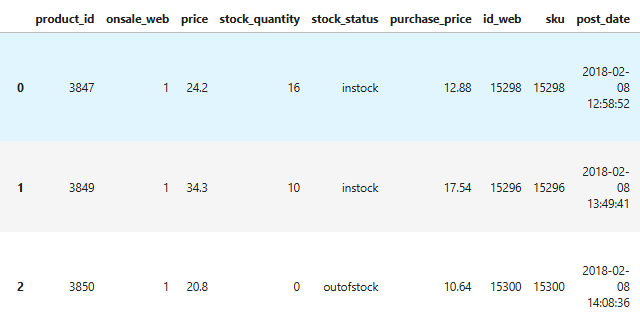 product_id onsale_web price stock_quantity stock_status purchase_price id_web sku post_date
2018-02-
0 3847 1 24.2 16 instock 12.88 15298 15298 08
12:58:52
2018-02-
1 3849 1 34.3 10 instock 17.54 15296 15296 08
13:49:41
2018-02-
2 3850 1 20.8 0 outofstock 10.64 15300 15300 08
14:08:36